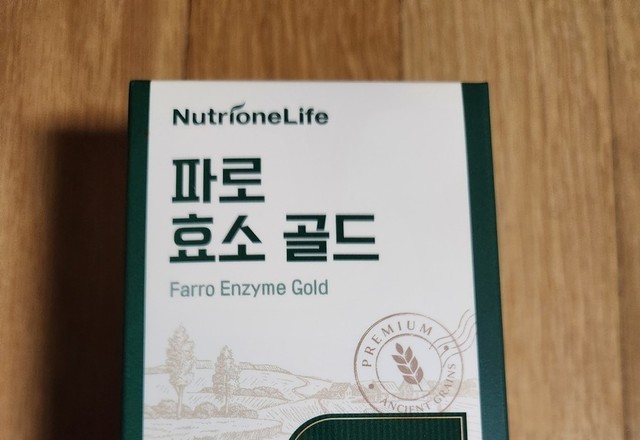 NutrioneLife
파로
효소 골드
Farro Enzyme Gold
PREMIUM
ANCIENT GRAINS